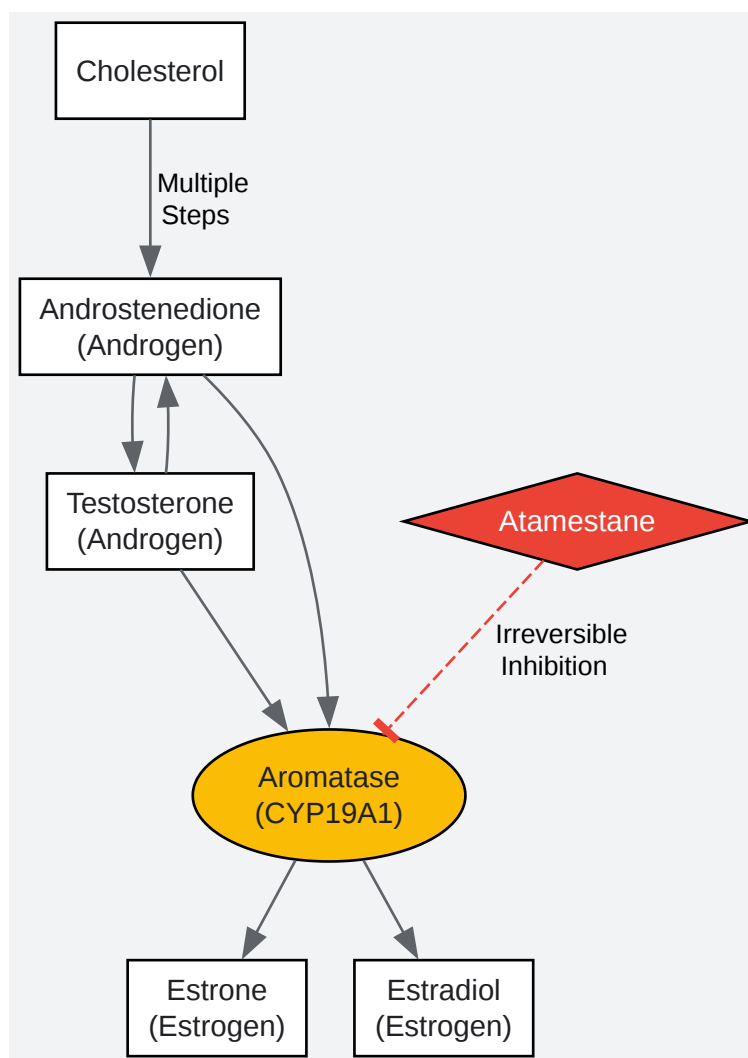 Cholesterol
Multiple
Steps
Androstenedione
(Androgen)
Testosterone
(Androgen)
Atamestane
Irreversible
Inhibition
Aromatase
(CYP19A1)
Estrone
(Estrogen)
Estradiol
(Estrogen)